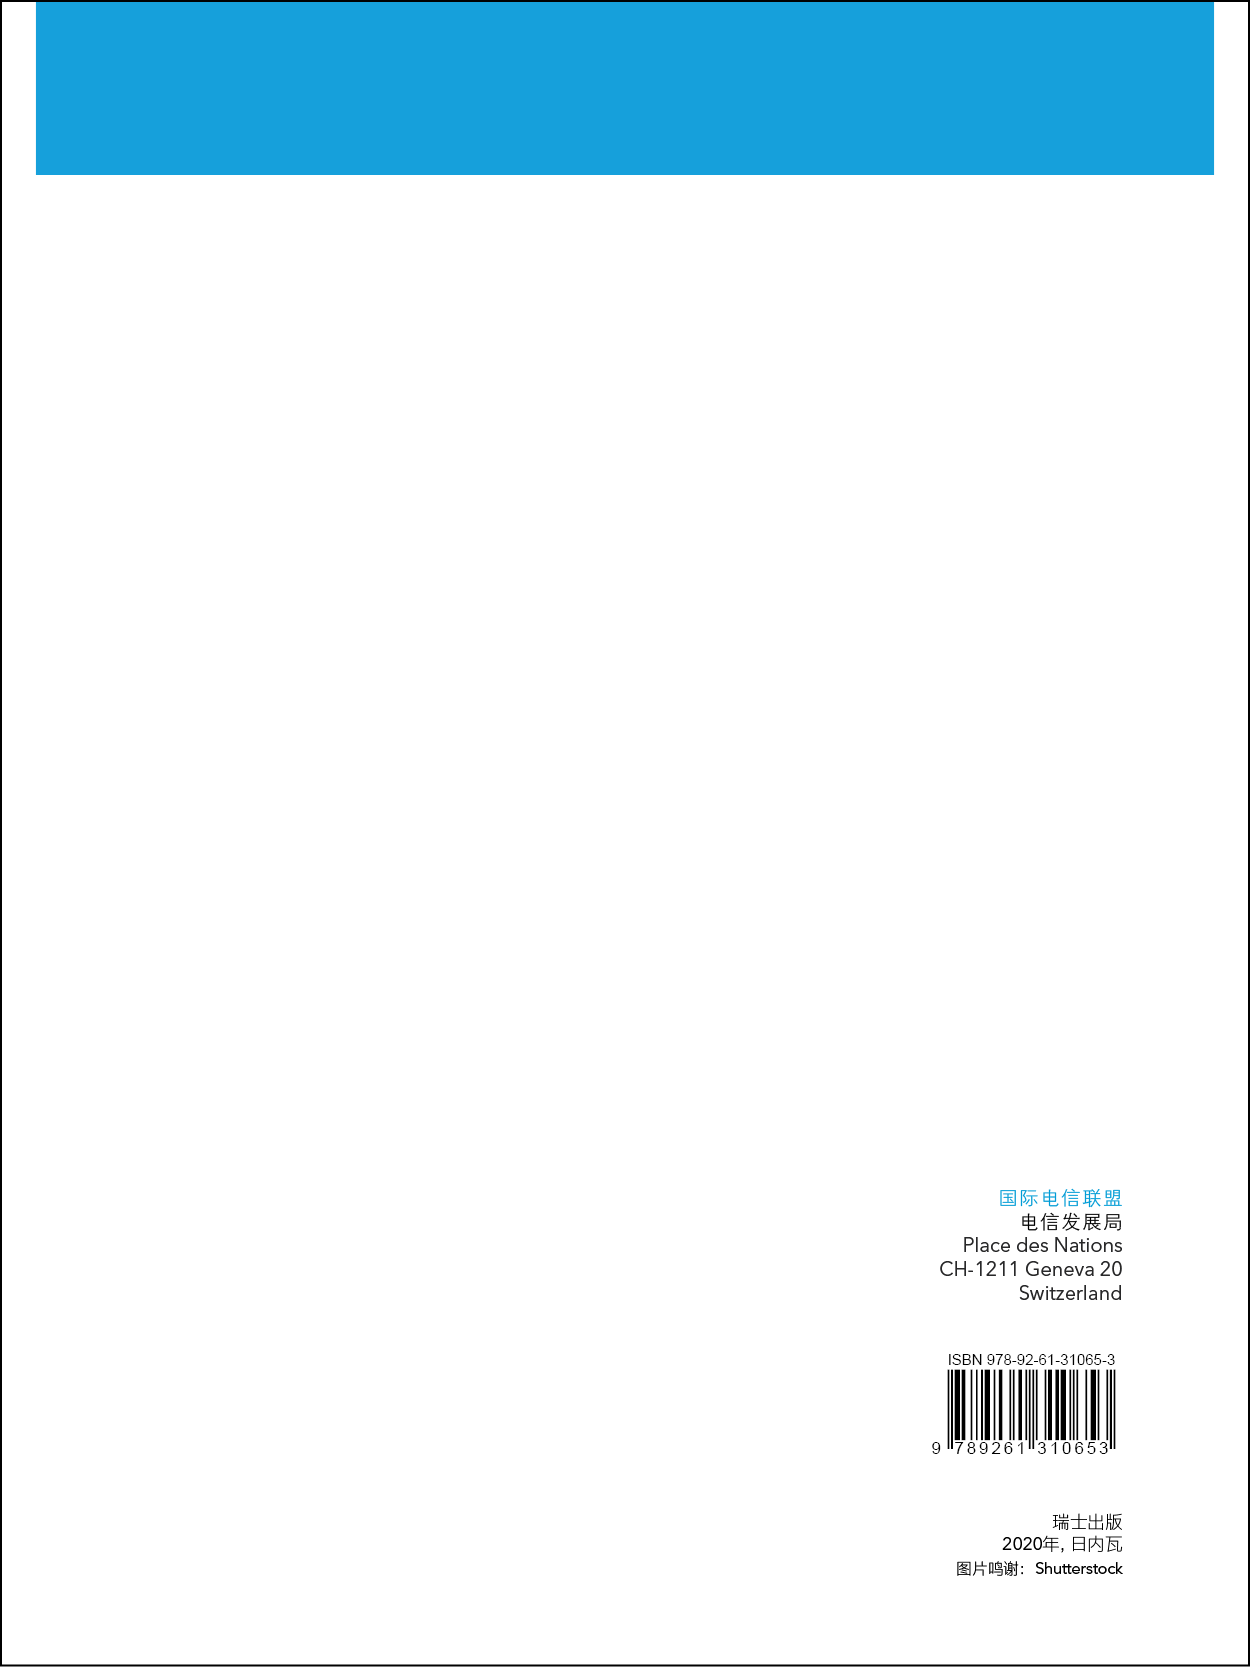 国际电信联盟
电信发展局
Place des Nations
CH-1211 Geneva 20
Switzerland
ISBN 978-92-61-31065-3
9 789261 310653
瑞士出版
2020年, 日内瓦
图片鸣谢：Shutterstock